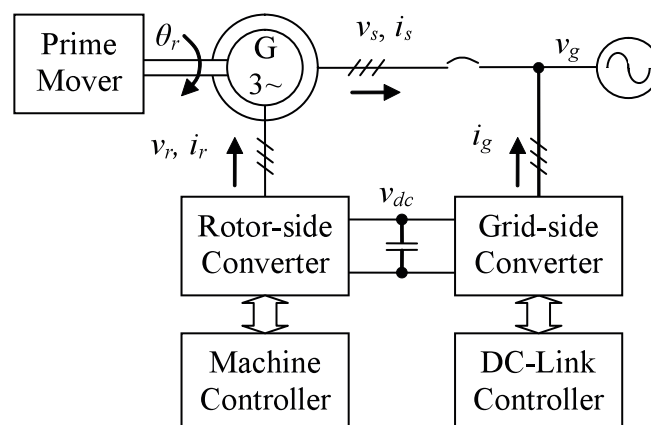 Prime
Mover
θr
G
3~
vs, is
vg
vr, ir
ig
vdc
Rotor-side
Converter
Grid-side
Converter
Machine
Controller
DC-Link
Controller